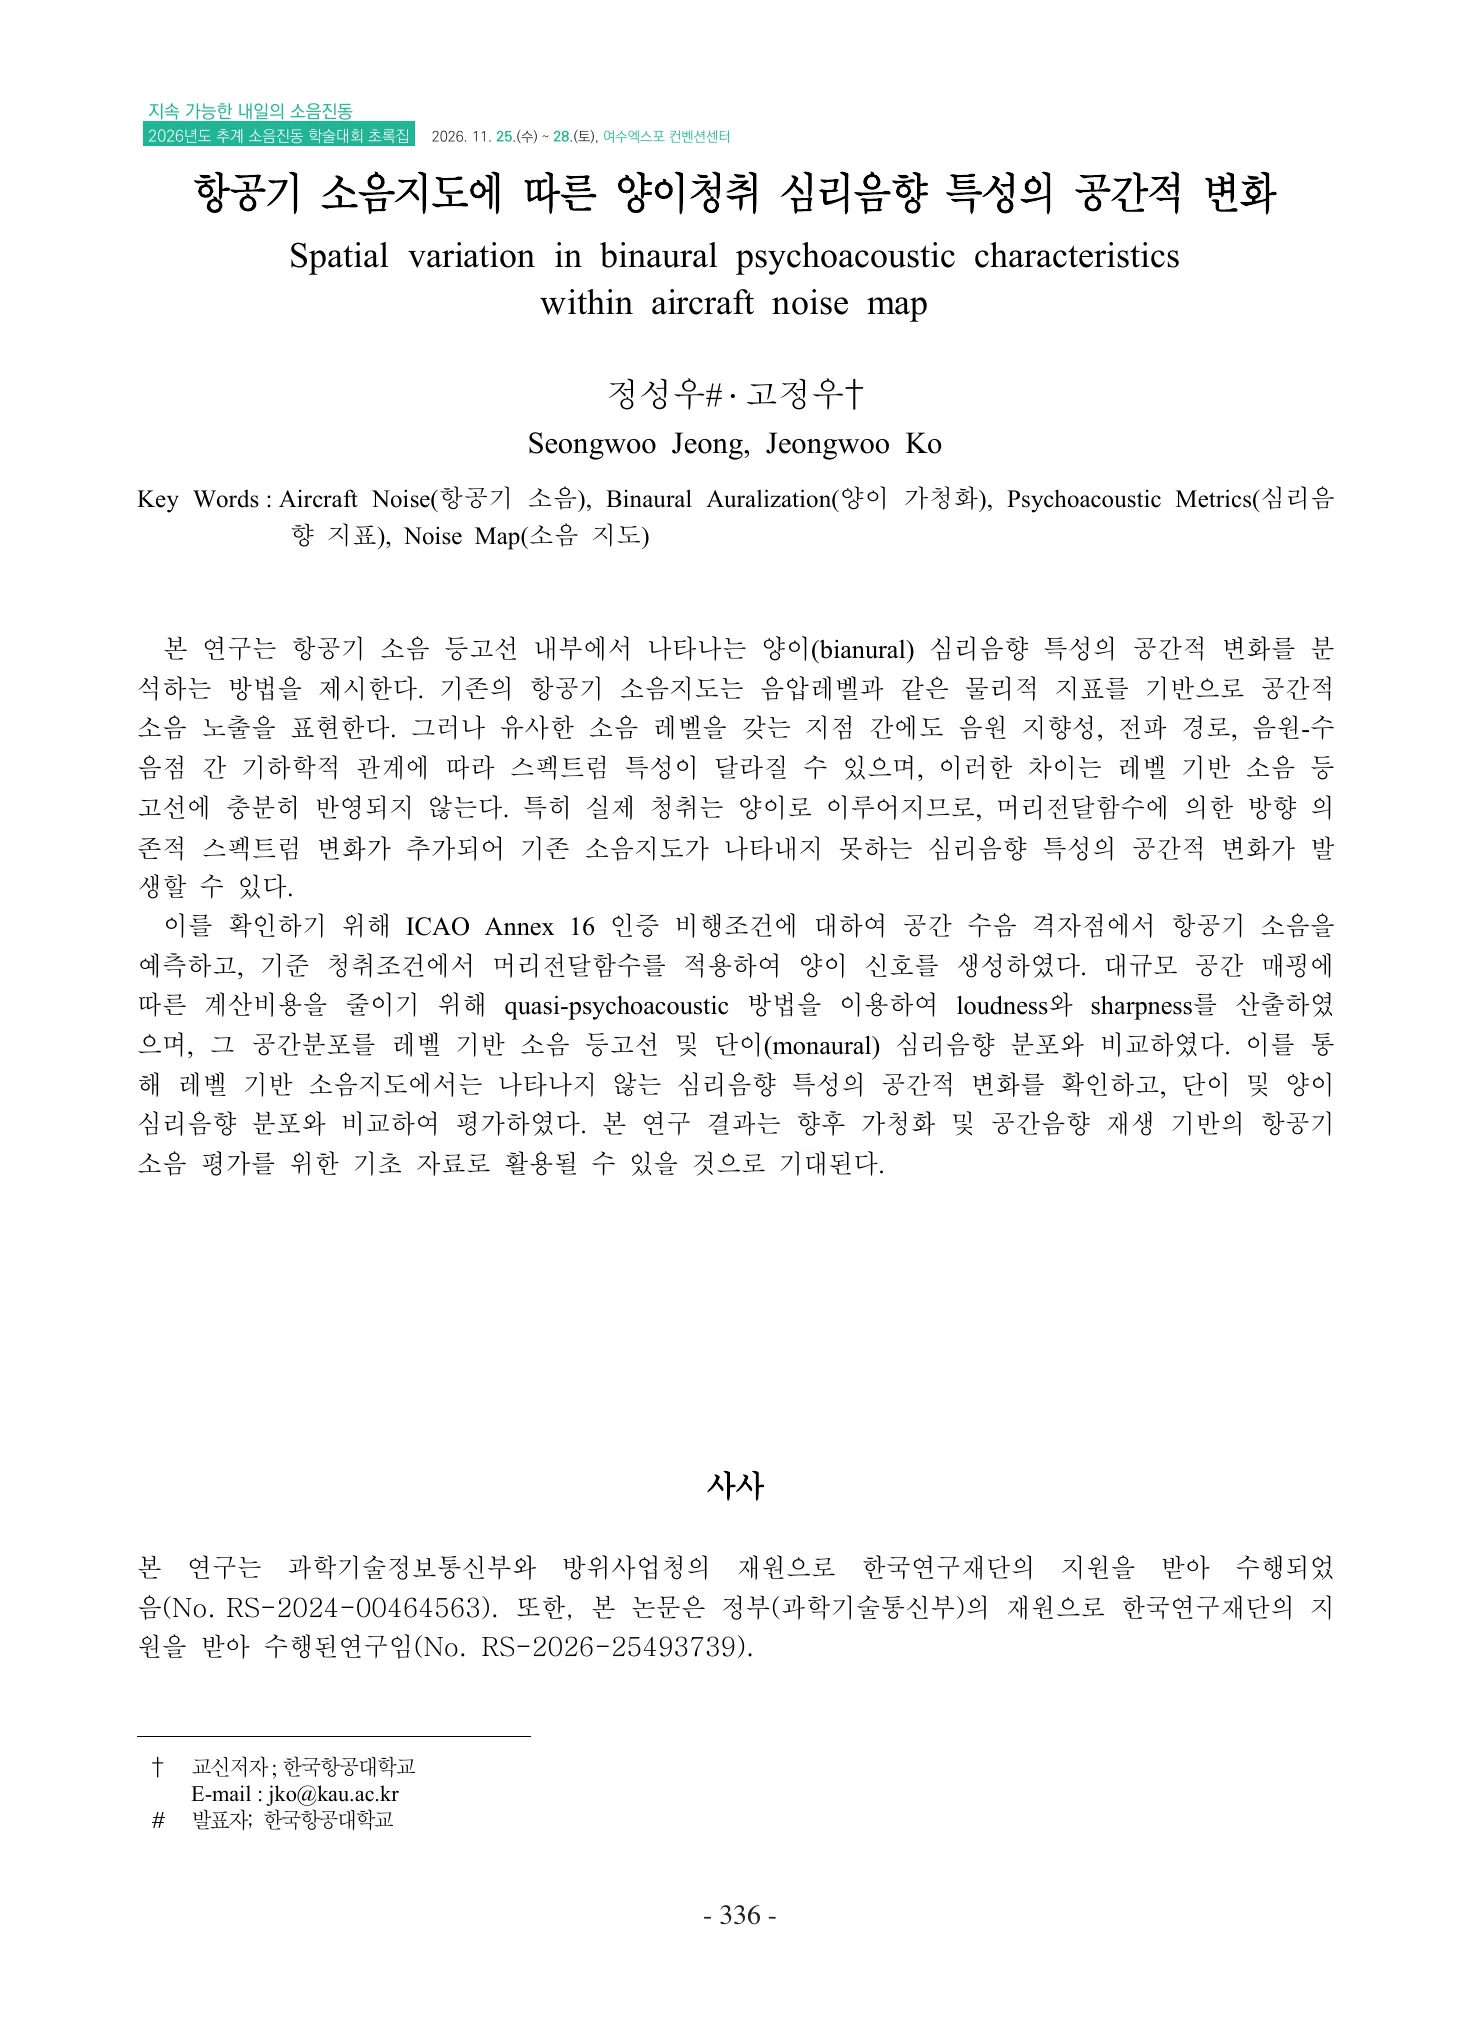 지속 가능한 내일의 소음진동
2026년도 추계 소음진동 학술대회 초록집 2026. 11. 25.(수) ~ 28.(토), 여수엑스포 컨벤션센터
항공기 소음지도에 따른 양이청취 심리음향 특성의 공간적 변화
Spatial variation in binaural psychoacoustic characteristics
within aircraft noise map
정성우#·고정우†
Seongwoo Jeong, Jeongwoo Ko
Key Words : Aircraft Noise(항공기 소음), Binaural Auralization(양이 가청화), Psychoacoustic Metrics(심리음
향 지표), Noise Map(소음 지도)
본 연구는 항공기 소음 등고선 내부에서 나타나는 양이(bianural) 심리음향 특성의 공간적 변화를 분
석하는 방법을 제시한다. 기존의 항공기 소음지도는 음압레벨과 같은 물리적 지표를 기반으로 공간적
소음 노출을 표현한다. 그러나 유사한 소음 레벨을 갖는 지점 간에도 음원 지향성, 전파 경로, 음원-수
음점 간 기하학적 관계에 따라 스펙트럼 특성이 달라질 수 있으며, 이러한 차이는 레벨 기반 소음 등
고선에 충분히 반영되지 않는다. 특히 실제 청취는 양이로 이루어지므로, 머리전달함수에 의한 방향 의
존적 스펙트럼 변화가 추가되어 기존 소음지도가 나타내지 못하는 심리음향 특성의 공간적 변화가 발
생할 수 있다.
이를 확인하기 위해 ICAO Annex 16 인증 비행조건에 대하여 공간 수음 격자점에서 항공기 소음을
예측하고, 기준 청취조건에서 머리전달함수를 적용하여 양이 신호를 생성하였다. 대규모 공간 매핑에
따른 계산비용을 줄이기 위해 quasi-psychoacoustic 방법을 이용하여 loudness와 sharpness를 산출하였
으며, 그 공간분포를 레벨 기반 소음 등고선 및 단이(monaural) 심리음향 분포와 비교하였다. 이를 통
해 레벨 기반 소음지도에서는 나타나지 않는 심리음향 특성의 공간적 변화를 확인하고, 단이 및 양이
심리음향 분포와 비교하여 평가하였다. 본 연구 결과는 향후 가청화 및 공간음향 재생 기반의 항공기
소음 평가를 위한 기초 자료로 활용될 수 있을 것으로 기대된다.
사사
본 연구는 과학기술정보통신부와 방위사업청의 재원으로 한국연구재단의 지원을 받아 수행되었
음(No. RS-2024-00464563). 또한, 본 논문은 정부(과학기술통신부)의 재원으로 한국연구재단의 지
원을 받아 수행된연구임(No. RS-2026-25493739).
† 교신저자; 한국항공대학교
E-mail : jko@kau.ac.kr
# 발표자; 한국항공대학교
- 336 -